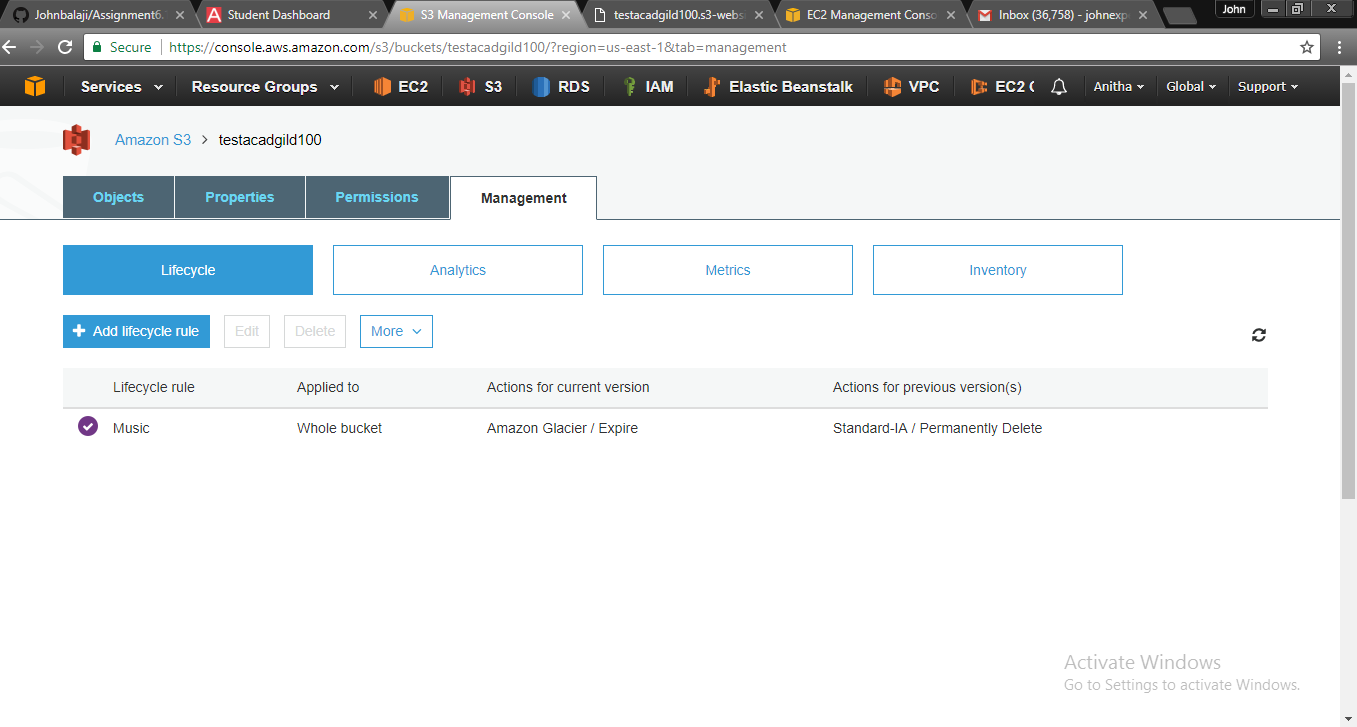 Johnbalaji/Assignment6. Student Dashboard S3 Management Console testacadgild100.s3-webs EC2 Management Conso Inbox (36,758) - johnexp John
Secure https://console.aws.amazon.com/s3/buckets/testacadgild100/?region=us-east-1&tab=management
Services Resource Groups EC2 S3 RDS IAM Elastic Beanstalk VPC EC2 C Anitha Global Support
Amazon S3 > testacadgild100
Objects Properties Permissions Management
Lifecycle Analytics Metrics Inventory
+ Add lifecycle rule Edit Delete More
Lifecycle rule Applied to Actions for current version Actions for previous version(s)
Music Whole bucket Amazon Glacier / Expire Standard-IA / Permanently Delete
Activate Windows
Go to Settings to activate Windows.